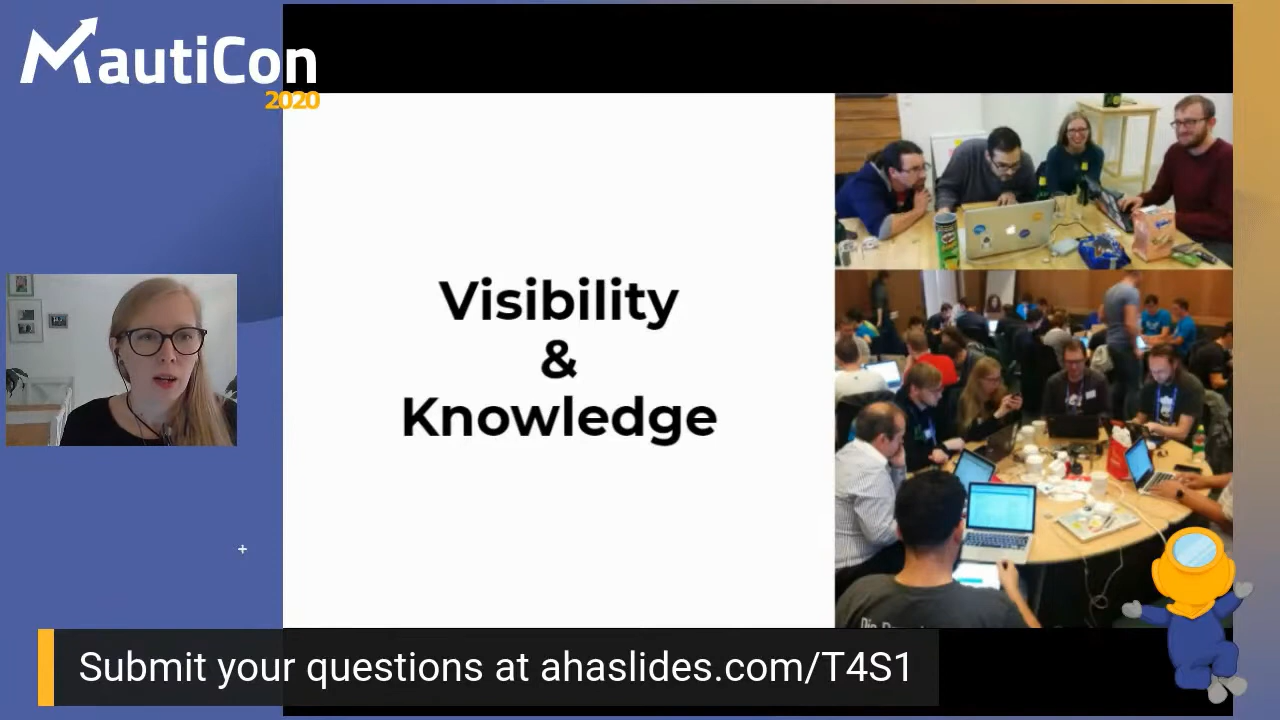 MautiCon
2020
Visibility
&
Knowledge
Submit your questions at ahaslides.com/T4S1